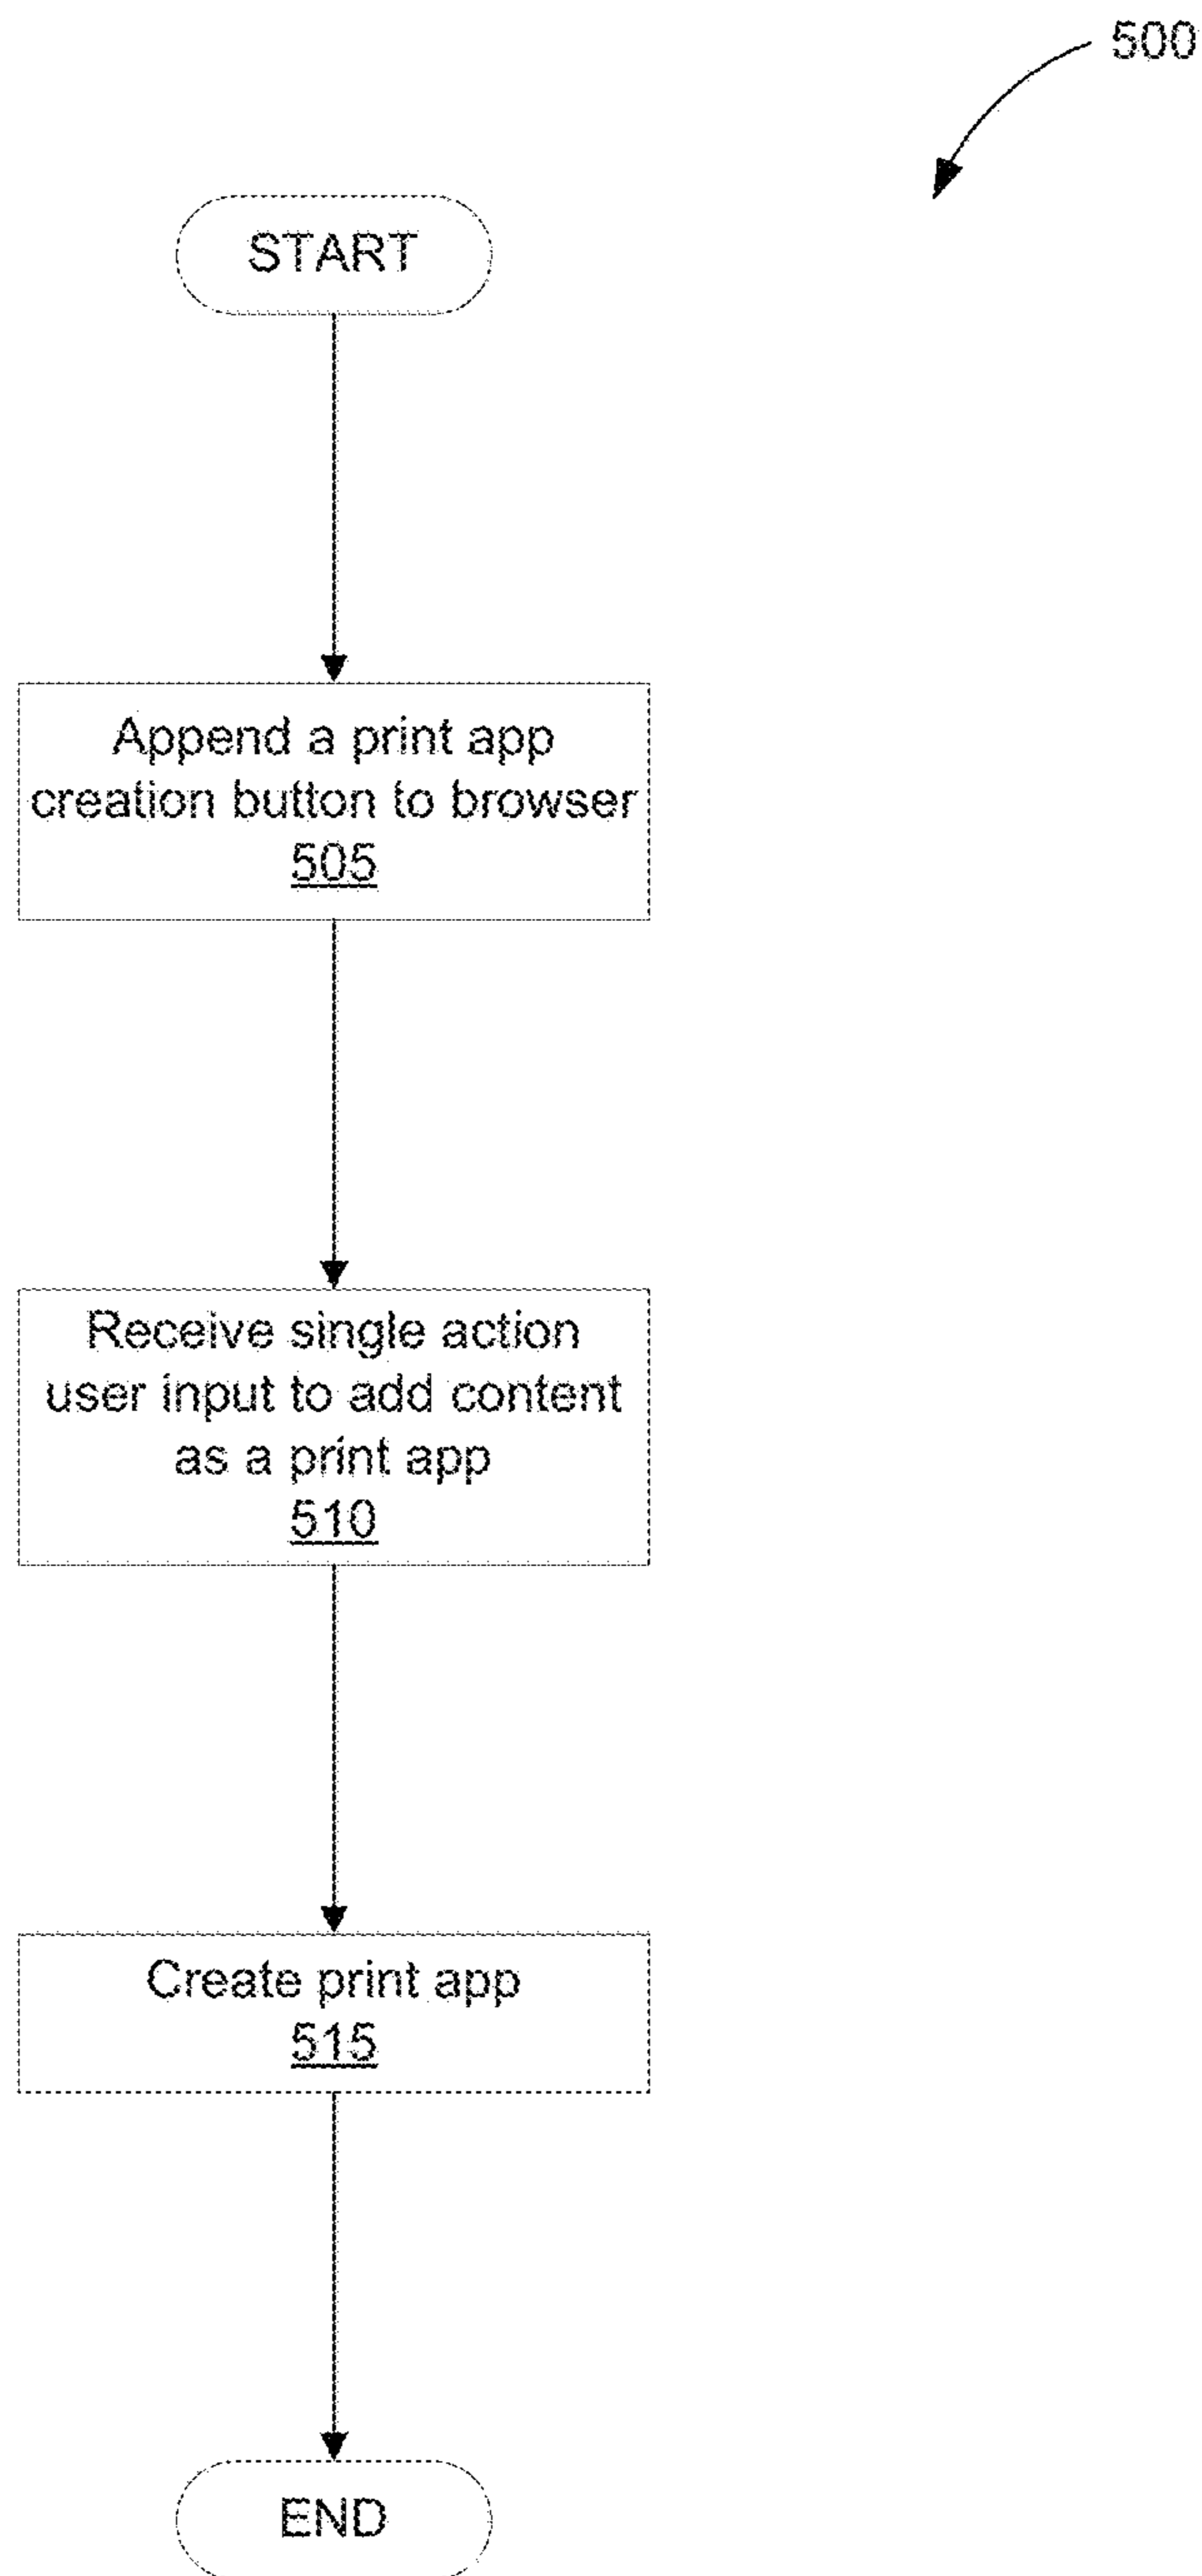 500
START
Append a print app
creation button to browser
505
Receive single action
user input to add content
as a print app
510
Create print app
515
END